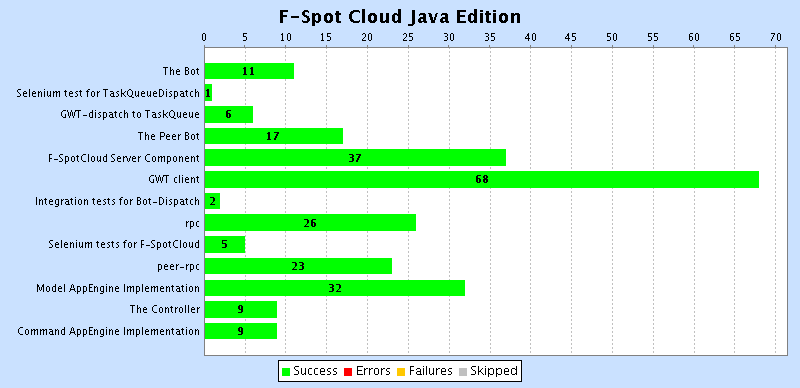 F-Spot Cloud Java Edition
0 5 10 15 20 25 30 35 40 45 50 55 60 65 70
The Bot 11
Selenium test for TaskQueueDispatch 1
GWT-dispatch to TaskQueue 6
The Peer Bot 17
F-SpotCloud Server Component 37
GWT client 68
Integration tests for Bot-Dispatch 2
rpc 26
Selenium tests for F-SpotCloud 5
peer-rpc 23
Model AppEngine Implementation 32
The Controller 9
Command AppEngine Implementation 9
Success Errors Failures Skipped